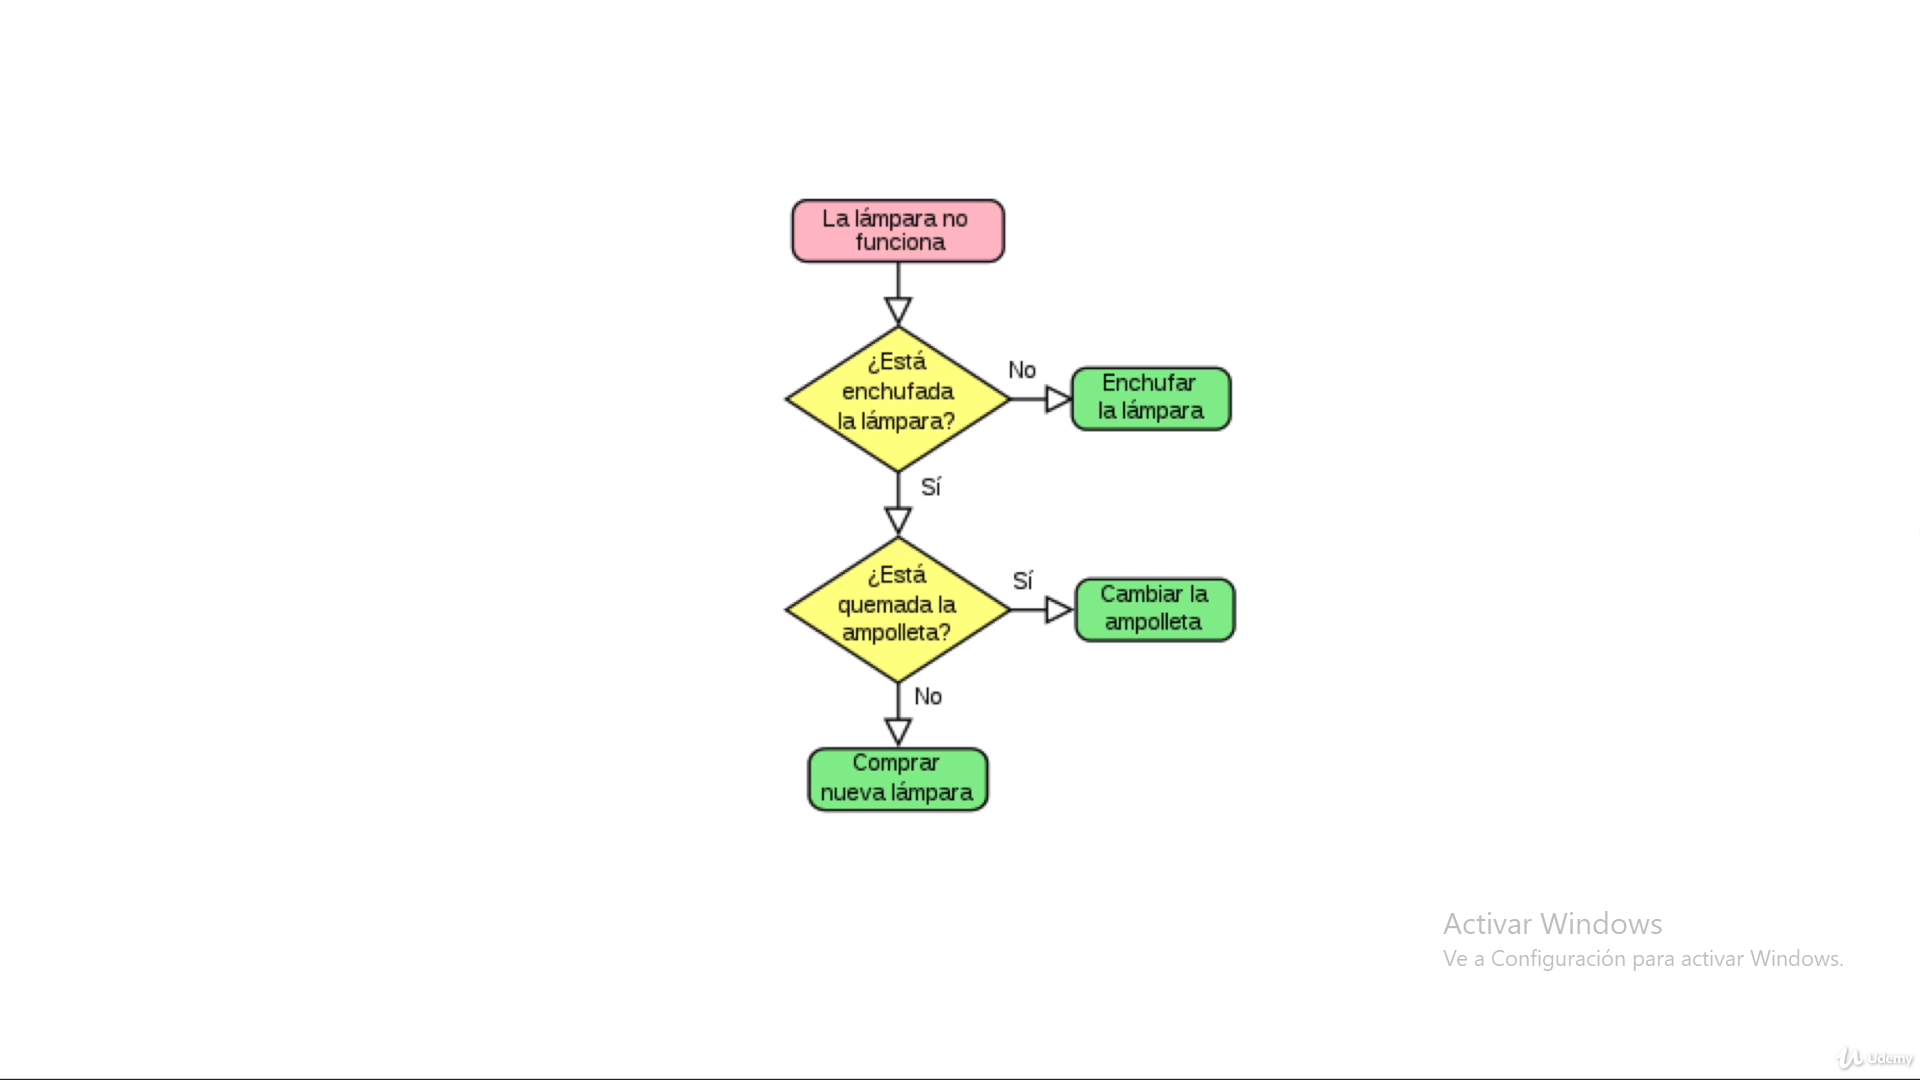 La lámpara no
funciona
¿Está
enchufada
la lámpara?
No
Enchufar
la lámpara
Sí
¿Está
quemada la
ampolleta?
Sí
Cambiar la
ampolleta
No
Comprar
nueva lámpara
Activar Windows
Ve a Configuración para activar Windows.
Udemy